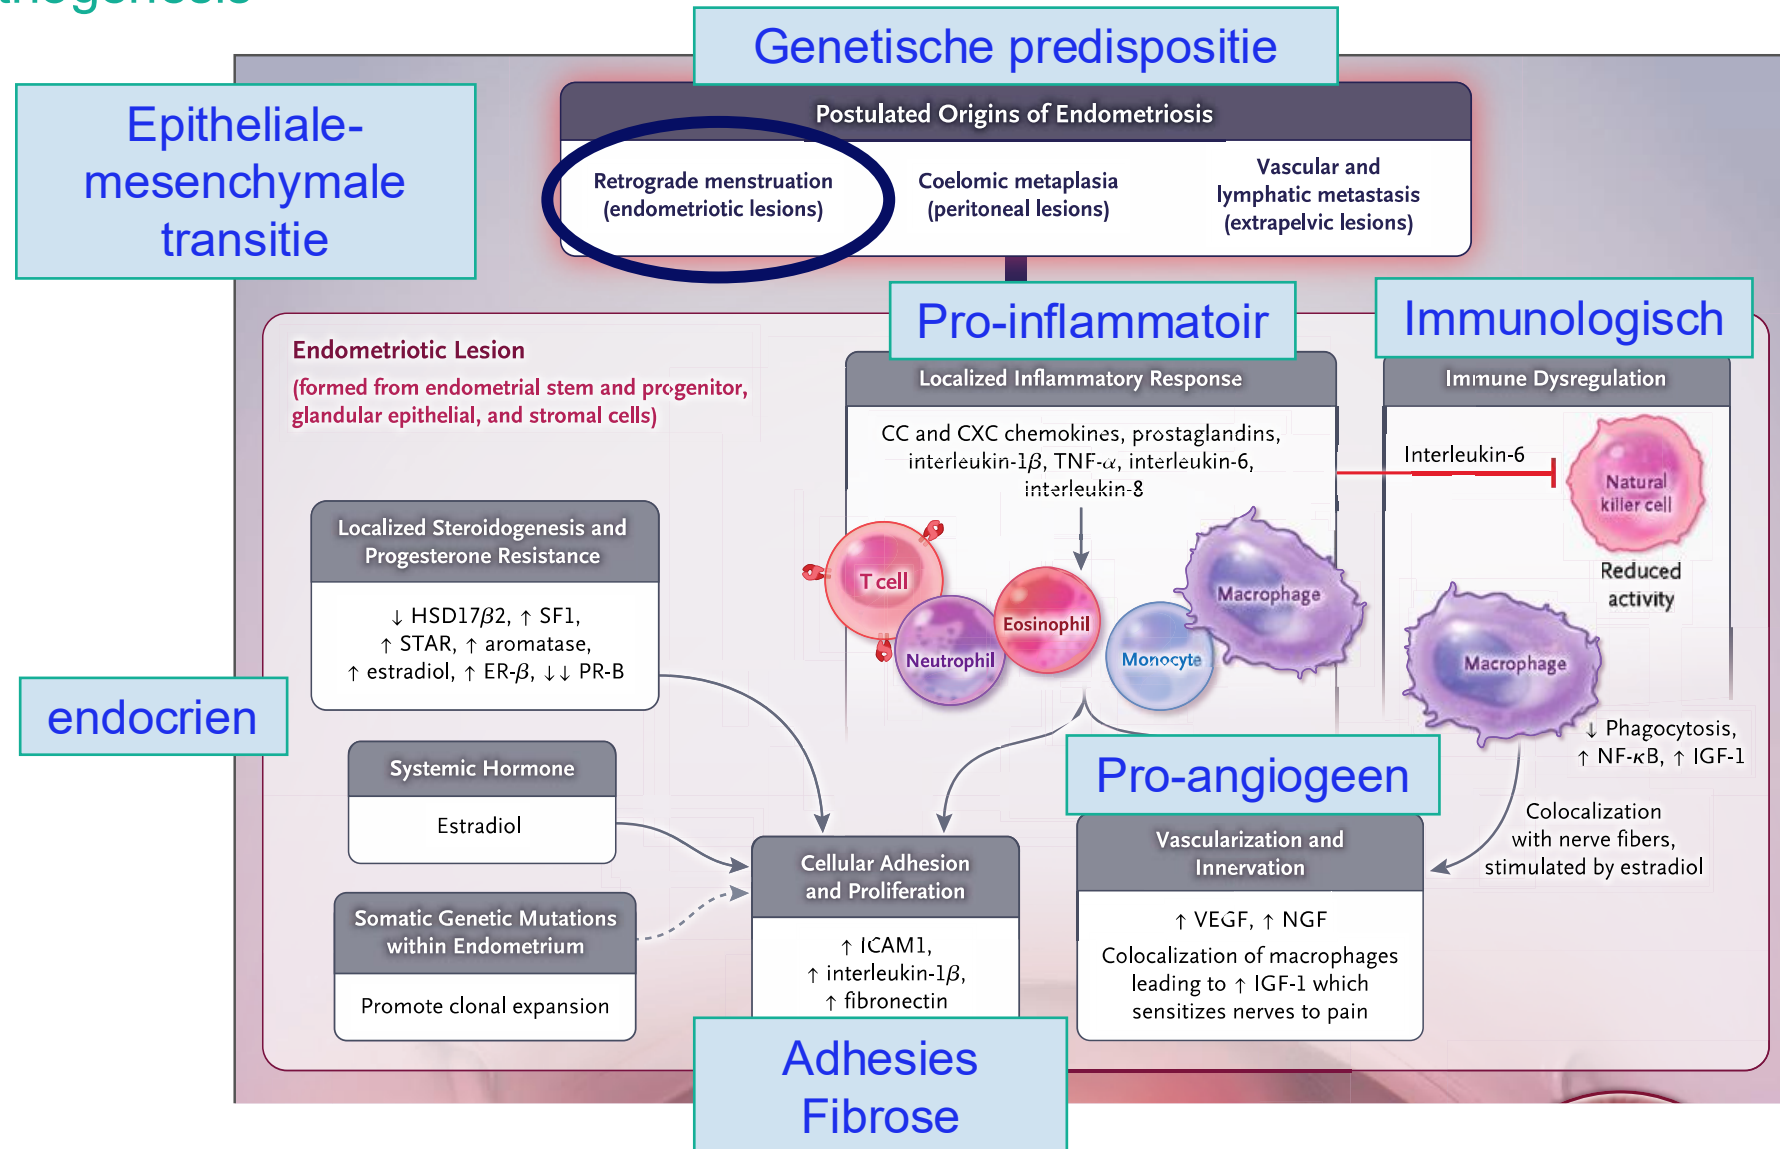 thogenesis
Genetische predispositie
Epitheliale-
mesenchymale
transitie
Postulated Origins of Endometriosis
Retrograde menstruation
(endometriotic lesions)
Coelomic metaplasia
(peritoneal lesions)
Vascular and
lymphatic metastasis
(extrapelvic lesions)
Pro-inflammatoir
Immunologisch
Endometriotic Lesion
(formed from endometrial stem and progenitor,
glandular epithelial, and stromal cells)
Localized Inflammatory Response
CC and CXC chemokines, prostaglandins,
interleukin-1β, TNF-α, interleukin-6,
interleukin-8
T cell
Neutrophil
Eosinophil
Monocyte
Macrophage
Immune Dysregulation
Interleukin-6
Natural
killer cell
Reduced
activity
Macrophage
↓ Phagocytosis,
↑ NF-κB, ↑ IGF-1
Colocalization
with nerve fibers,
stimulated by estradiol
Localized Steroidogenesis and
Progesterone Resistance
↓ HSD17β2, ↑ SF1,
↑ STAR, ↑ aromatase,
↑ estradiol, ↑ ER-β, ↓↓ PR-B
endocrien
Systemic Hormone
Estradiol
Somatic Genetic Mutations
within Endometrium
Promote clonal expansion
Cellular Adhesion
and Proliferation
↑ ICAM1,
↑ interleukin-1β,
↑ fibronectin
Adhesies
Fibrose
Pro-angiogeen
Vascularization and
Innervation
↑ VEGF, ↑ NGF
Colocalization of macrophages
leading to ↑ IGF-1 which
sensitizes nerves to pain